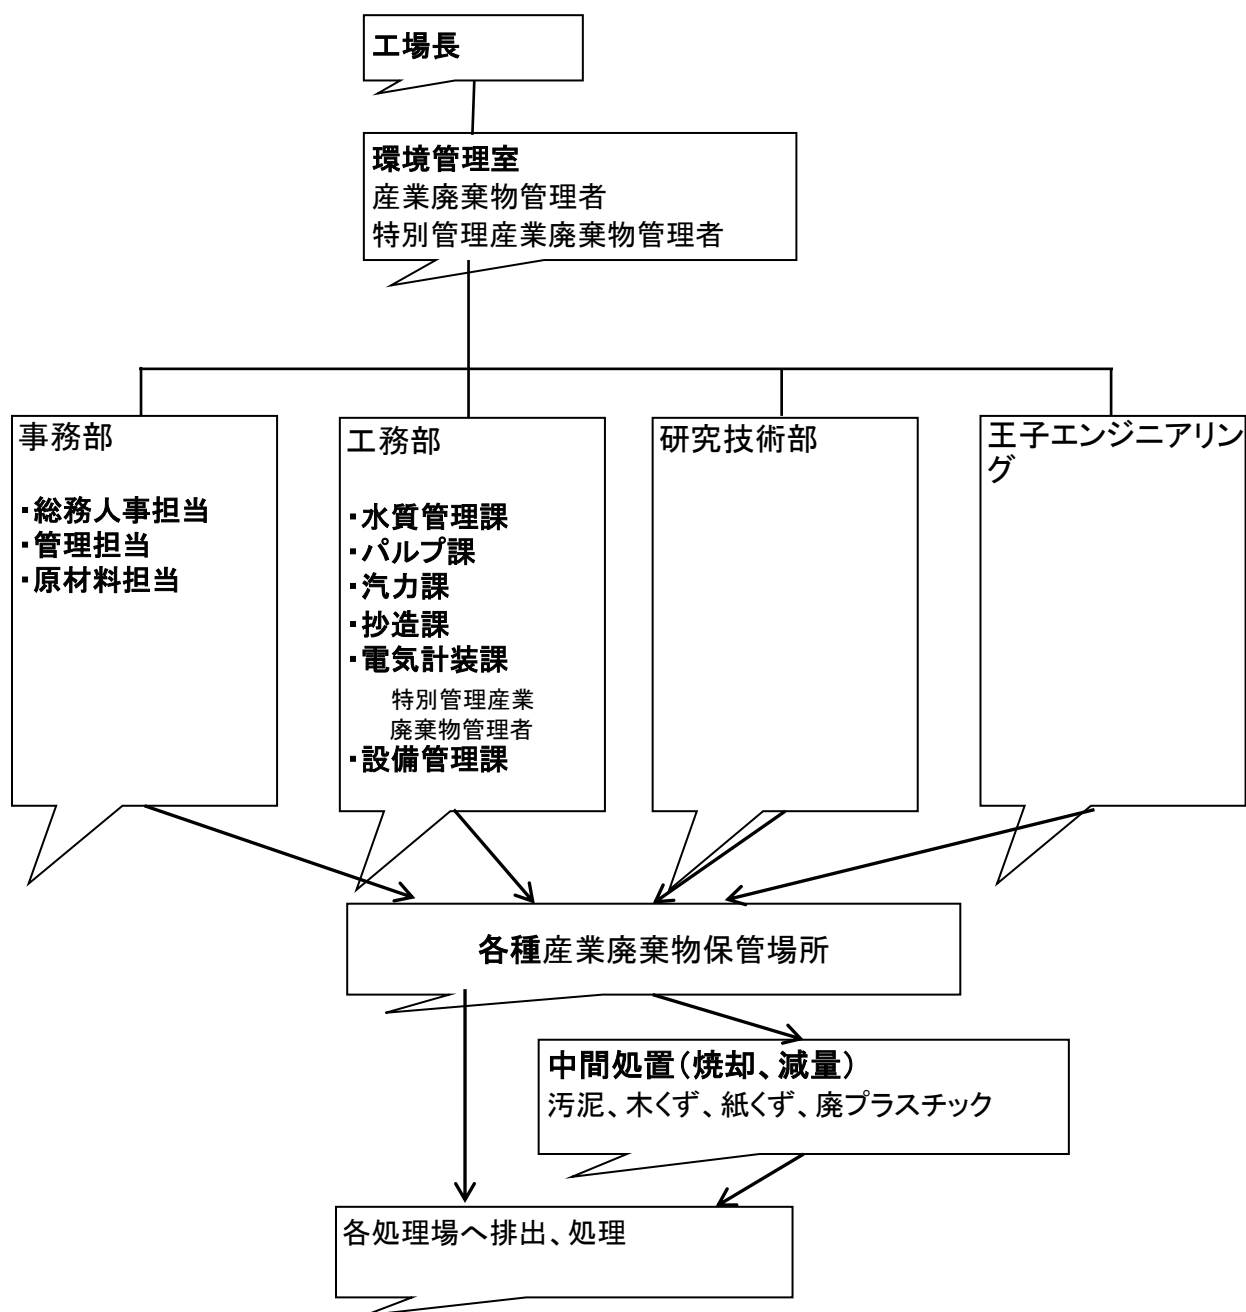 工場長
環境管理室
産業廃棄物管理者
特別管理産業廃棄物管理者
事務部
・総務人事担当
・管理担当
・原材料担当
工務部
・水質管理課
・パルプ課
・汽力課
・抄造課
・電気計装課
特別管理産業
廃棄物管理者
・設備管理課
研究技術部
王子エンジニアリン
グ
各種産業廃棄物保管場所
中間処置(焼却、減量)
汚泥、木くず、紙くず、廃プラスチック
各処理場へ排出、処理